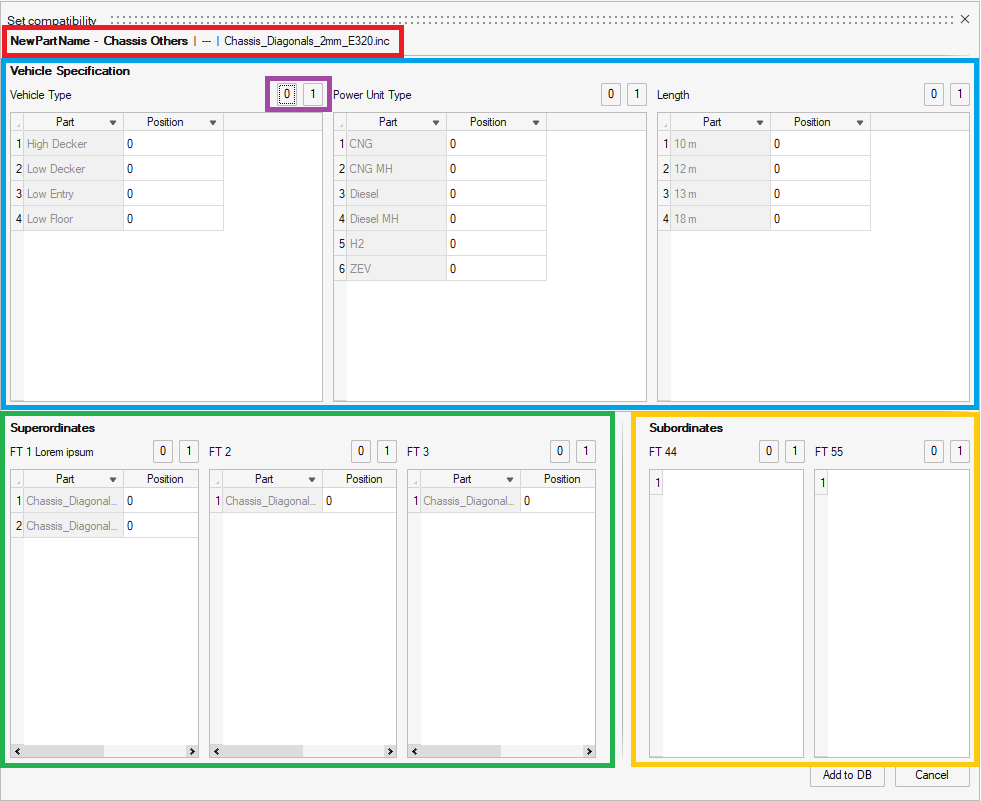 Set compatibility
NewPartName - Chassis Others | --- | Chassis_Diagonals_2mm_E320.inc
Vehicle Specification
Vehicle Type 0 1 Power Unit Type 0 1 Length 0 1
Part Position Part Position Part Position
1 High Decker 0 1 CNG 0 1 10 m 0
2 Low Decker 0 2 CNG MH 0 2 12 m 0
3 Low Entry 0 3 Diesel 0 3 13 m 0
4 Low Floor 0 4 Diesel MH 0 4 18 m 0
5 H2 0
6 ZEV 0
Superordinates Subordinates
FT 1 Lorem ipsum 0 1 FT 2 0 1 FT 3 0 1 FT 44 0 1 FT 55 0 1
Part Position Part Position Part Position
1 Chassis_Diagonal... 0 1 Chassis_Diagonal... 0 1 Chassis_Diagonal... 0 1 1
2 Chassis_Diagonal... 0
Add to DB Cancel